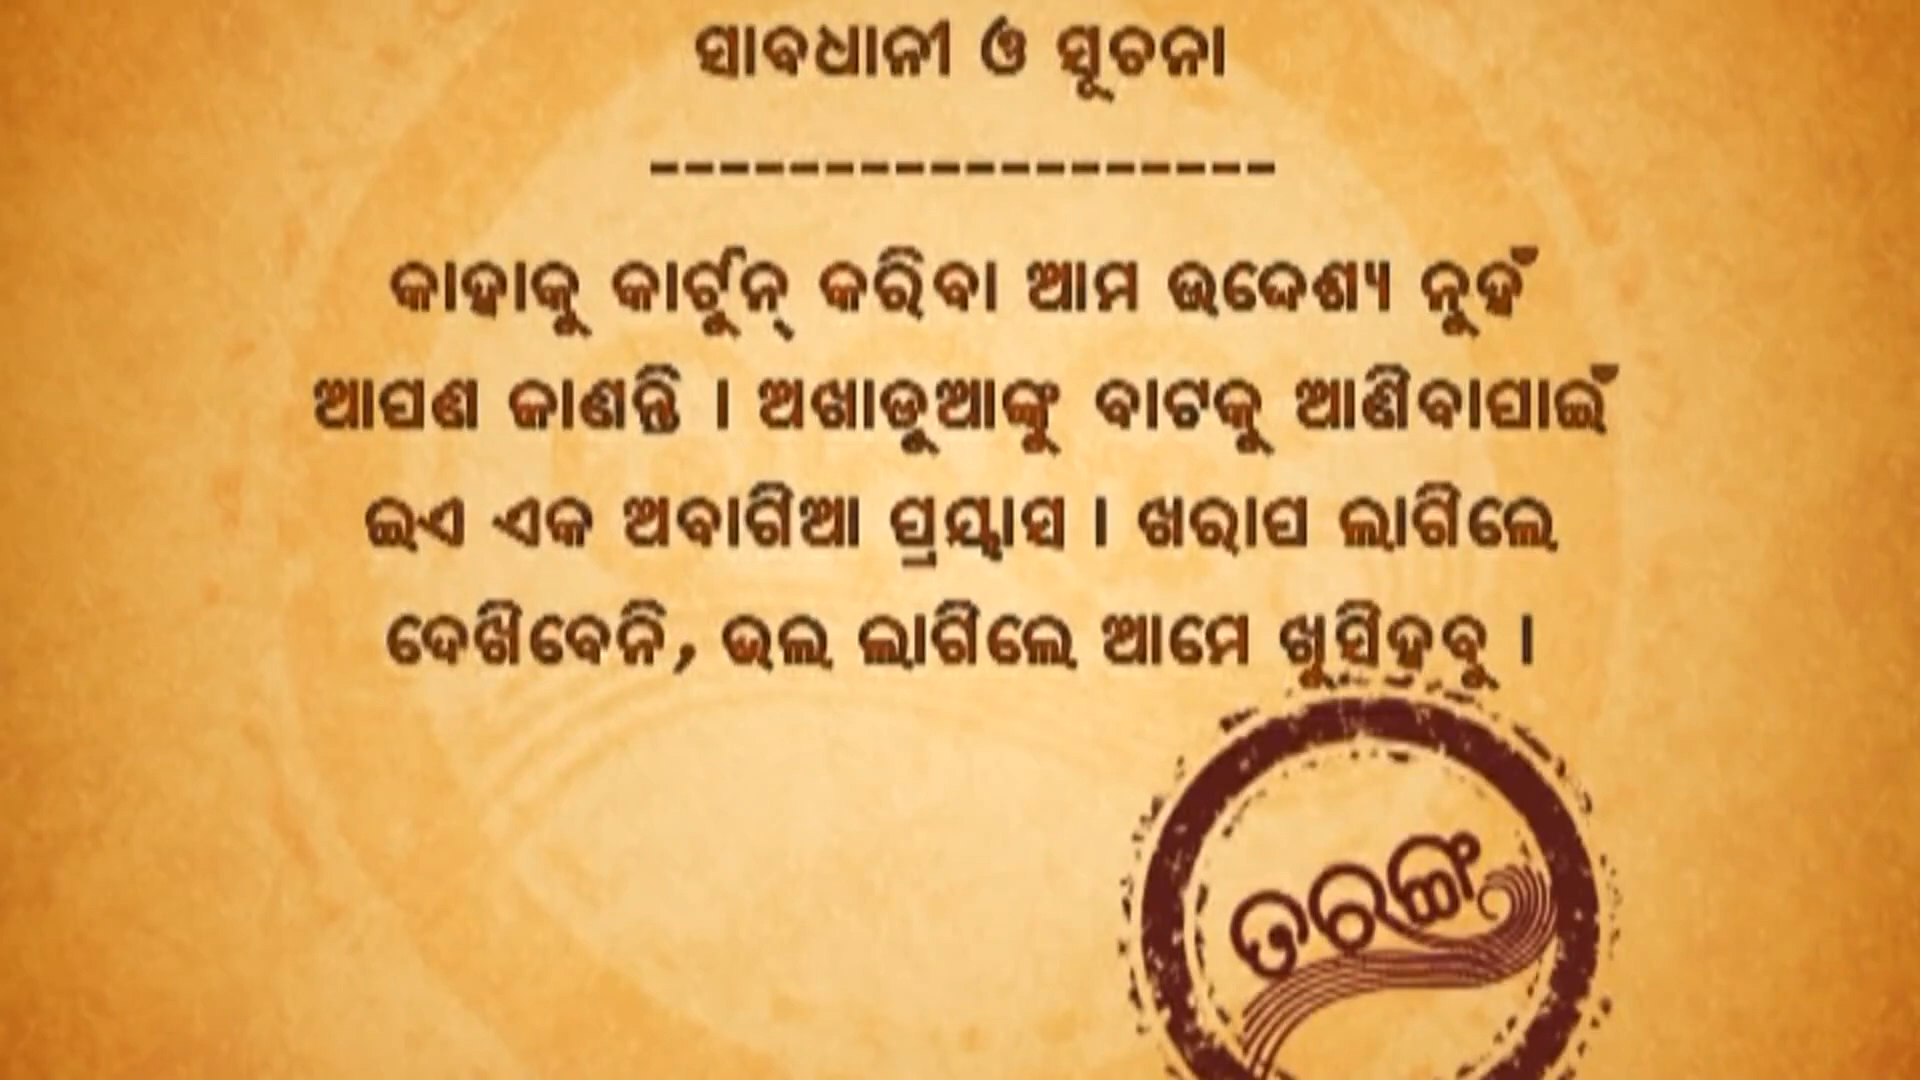 ସାବଧାନୀ ଓ ସୂଚନା
------------------
କାହାକୁ କାର୍ଟୁନ୍ କରିବା ଆମ ଉଦ୍ଦେଶ୍ୟ ନୁହଁ
ଆପଣ ଜାଣନ୍ତି । ଅଖାଡୁଆଙ୍କୁ ବାଟକୁ ଆଣିବାପାଇଁ
ଇଏ ଏକ ଅବାଗିଆ ପ୍ରୟାସ । ଖରାପ ଲାଗିଲେ
ଦେଖିବେନି, ଭଲ ଲାଗିଲେ ଆମେ ଖୁସିହବୁ ।
ତରଙ୍ଗ